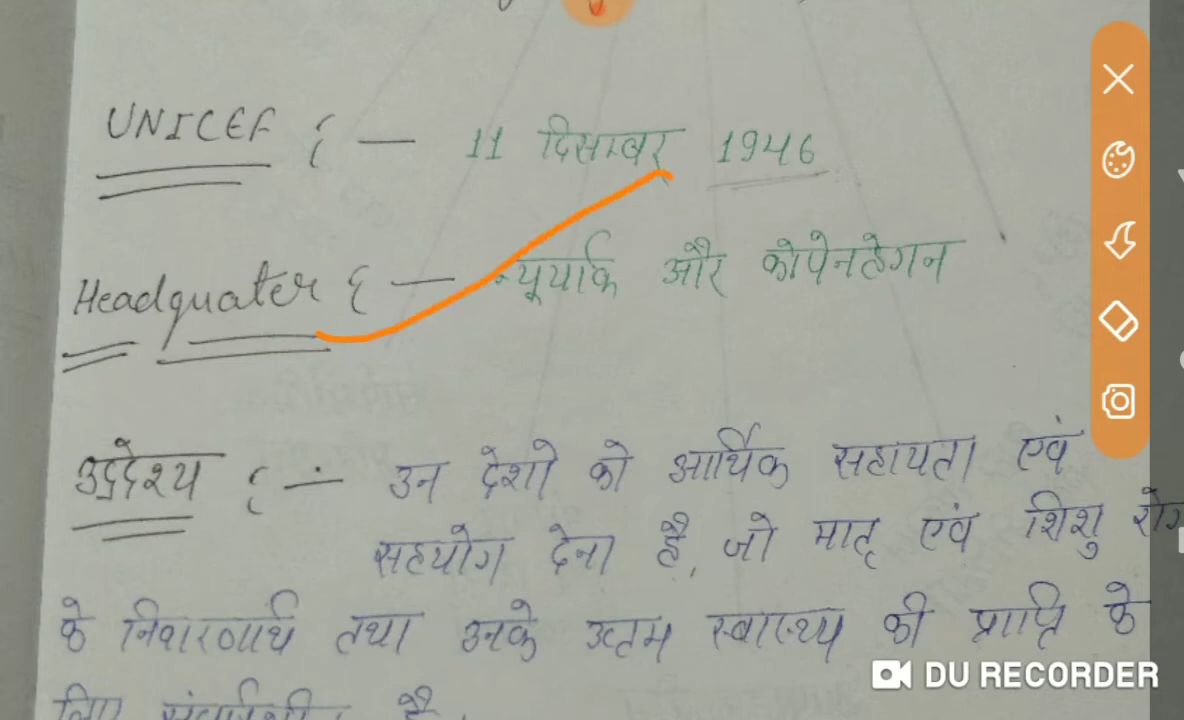 UNICEF :— 11 दिसम्बर 1946
Headquater :— न्यूयार्क और कोपेनहेगन
उद्देश्य :— उन देशो को आर्थिक सहायता एवं
सहयोग देना है, जो मातृ एवं शिशु रोग
के निवारणार्थ तथा उनके उत्तम स्वास्थ्य की प्राप्ति के
लिए है
DU RECORDER